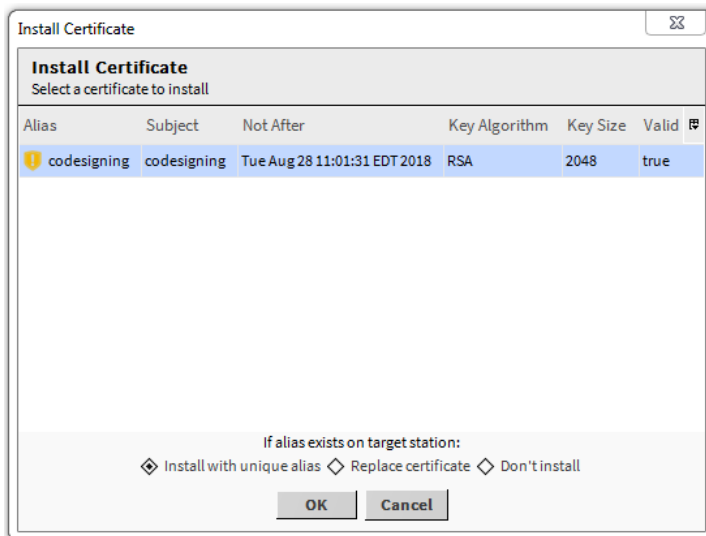 Install Certificate
Install Certificate
Select a certificate to install
Alias Subject Not After Key Algorithm Key Size Valid
codesigning codesigning Tue Aug 28 11:01:31 EDT 2018 RSA 2048 true
If alias exists on target station:
Install with unique alias Replace certificate Don't install
OK Cancel